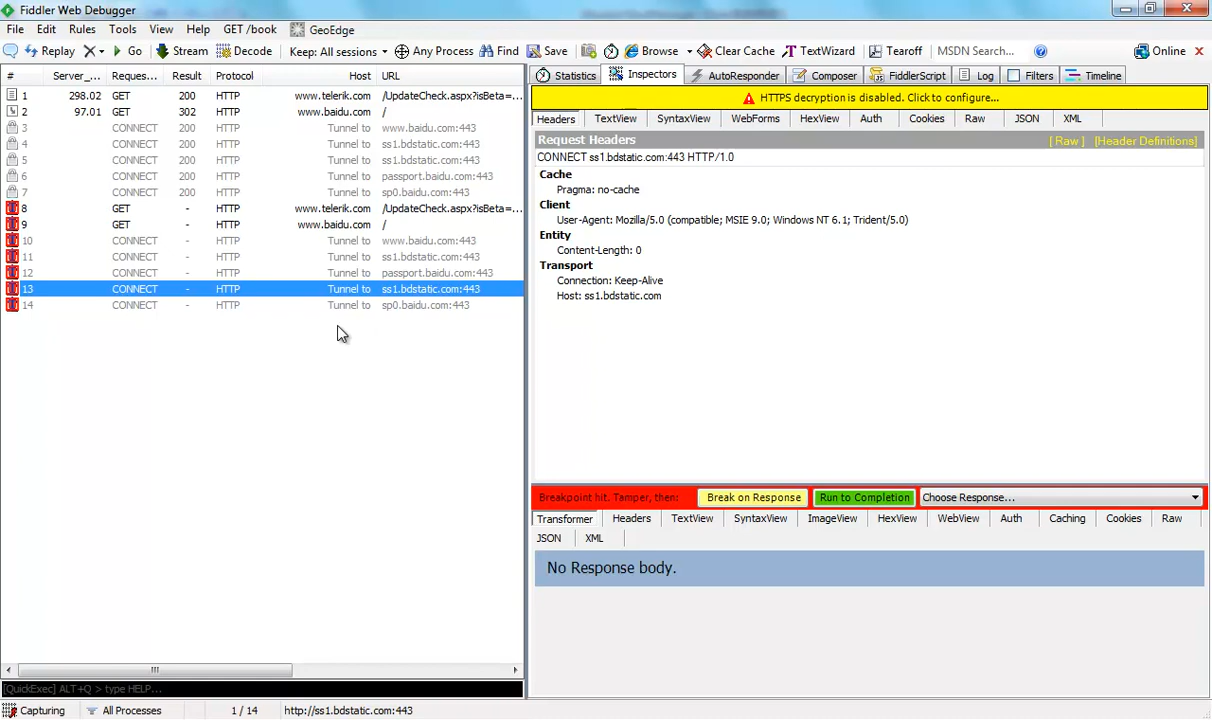 Fiddler Web Debugger
File Edit Rules Tools View Help GET /book GeoEdge
Replay Go Stream Decode Keep: All sessions Any Process Find Save Browse Clear Cache TextWizard Tearoff MSDN Search... Online
# Server_... Reques... Result Protocol Host URL
1 298.02 GET 200 HTTP www.telerik.com /UpdateCheck.aspx?isBeta=...
2 97.01 GET 302 HTTP www.baidu.com /
3 CONNECT 200 HTTP Tunnel to www.baidu.com:443
4 CONNECT 200 HTTP Tunnel to ss1.bdstatic.com:443
5 CONNECT 200 HTTP Tunnel to ss1.bdstatic.com:443
6 CONNECT 200 HTTP Tunnel to passport.baidu.com:443
7 CONNECT 200 HTTP Tunnel to sp0.baidu.com:443
8 GET - HTTP www.telerik.com /UpdateCheck.aspx?isBeta=...
9 GET - HTTP www.baidu.com /
10 CONNECT - HTTP Tunnel to www.baidu.com:443
11 CONNECT - HTTP Tunnel to ss1.bdstatic.com:443
12 CONNECT - HTTP Tunnel to passport.baidu.com:443
13 CONNECT - HTTP Tunnel to ss1.bdstatic.com:443
14 CONNECT - HTTP Tunnel to sp0.baidu.com:443
[QuickExec] ALT+Q > type HELP...
Statistics Inspectors AutoResponder Composer FiddlerScript Log Filters Timeline
HTTPS decryption is disabled. Click to configure...
Headers TextView SyntaxView WebForms HexView Auth Cookies Raw JSON XML
Request Headers [ Raw ] [Header Definitions]
CONNECT ss1.bdstatic.com:443 HTTP/1.0
Cache
Pragma: no-cache
Client
User-Agent: Mozilla/5.0 (compatible; MSIE 9.0; Windows NT 6.1; Trident/5.0)
Entity
Content-Length: 0
Transport
Connection: Keep-Alive
Host: ss1.bdstatic.com
Breakpoint hit. Tamper, then: Break on Response Run to Completion Choose Response...
Transformer Headers TextView SyntaxView ImageView HexView WebView Auth Caching Cookies Raw
JSON XML
No Response body.
Capturing All Processes 1 / 14 http://ss1.bdstatic.com:443